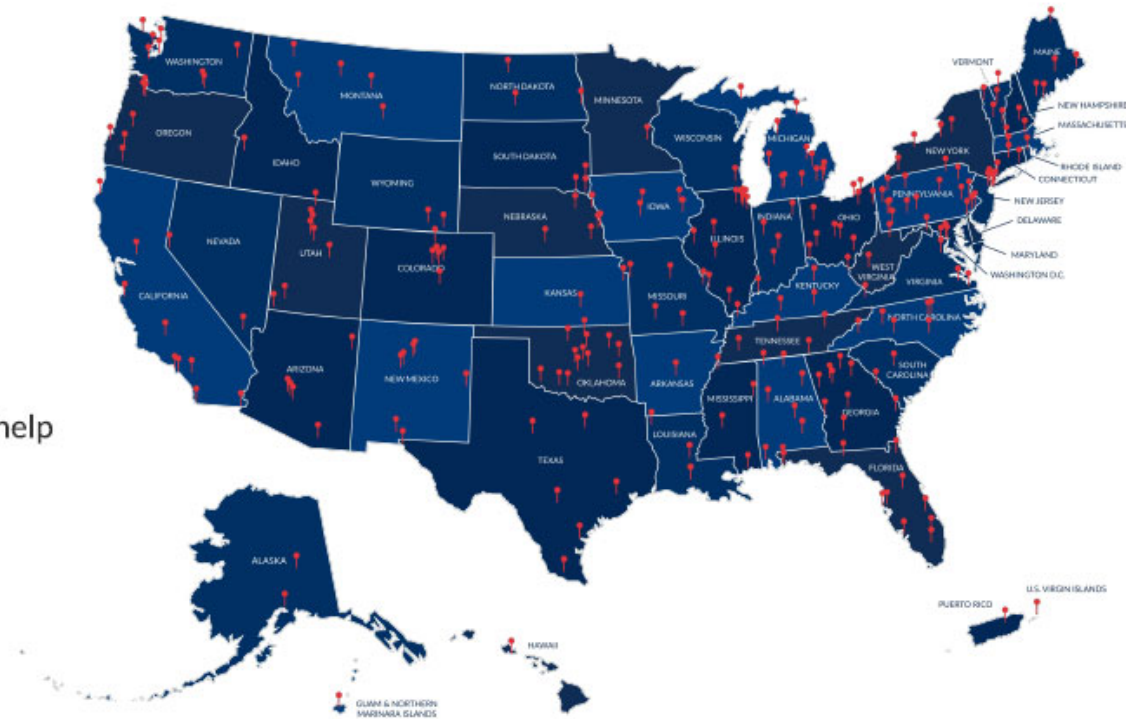 WASHINGTON
OREGON
IDAHO
MONTANA
NORTH DAKOTA
MINNESOTA
SOUTH DAKOTA
WYOMING
NEBRASKA
NEVADA
UTAH
COLORADO
CALIFORNIA
ARIZONA
NEW MEXICO
KANSAS
OKLAHOMA
TEXAS
IOWA
MISSOURI
ARKANSAS
LOUISIANA
WISCONSIN
MICHIGAN
ILLINOIS
INDIANA
OHIO
KENTUCKY
TENNESSEE
MISSISSIPPI
ALABAMA
GEORGIA
FLORIDA
SOUTH
CAROLINA
NORTH CAROLINA
VIRGINIA
WEST
VIRGINIA
PENNSYLVANIA
NEW YORK
VERMONT
MAINE
NEW HAMPSHIRE
MASSACHUSETT
RHODE ISLAND
CONNECTICUT
NEW JERSEY
DELAWARE
MARYLAND
WASHINGTON D.C.
help
ALASKA
HAWAII
GUAM & NORTHERN
MARINARA ISLANDS
PUERTO RICO
U.S. VIRGIN ISLANDS